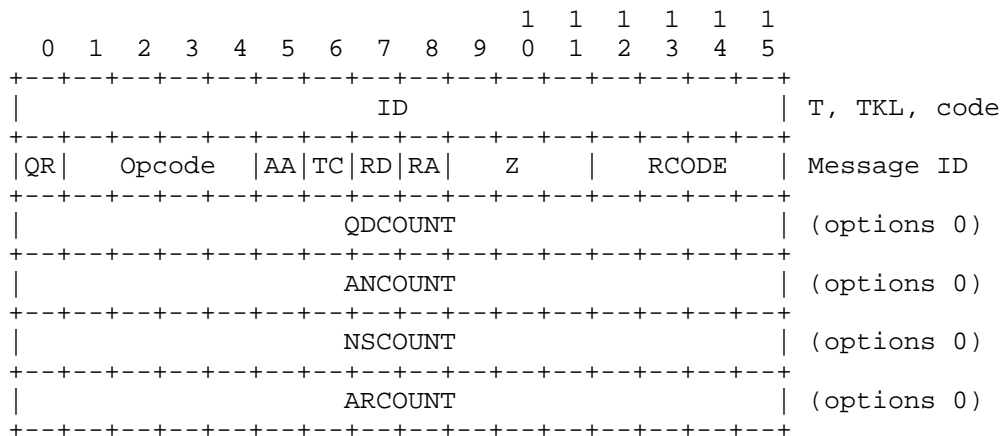 1  1  1  1  1  1
   0  1  2  3  4  5  6  7  8  9  0  1  2  3  4  5
+--+--+--+--+--+--+--+--+--+--+--+--+--+--+--+--+
|                      ID                       | T, TKL, code
+--+--+--+--+--+--+--+--+--+--+--+--+--+--+--+--+
|QR|   Opcode  |AA|TC|RD|RA|   Z    |   RCODE   | Message ID
+--+--+--+--+--+--+--+--+--+--+--+--+--+--+--+--+
|                    QDCOUNT                    | (options 0)
+--+--+--+--+--+--+--+--+--+--+--+--+--+--+--+--+
|                    ANCOUNT                    | (options 0)
+--+--+--+--+--+--+--+--+--+--+--+--+--+--+--+--+
|                    NSCOUNT                    | (options 0)
+--+--+--+--+--+--+--+--+--+--+--+--+--+--+--+--+
|                    ARCOUNT                    | (options 0)
+--+--+--+--+--+--+--+--+--+--+--+--+--+--+--+--+